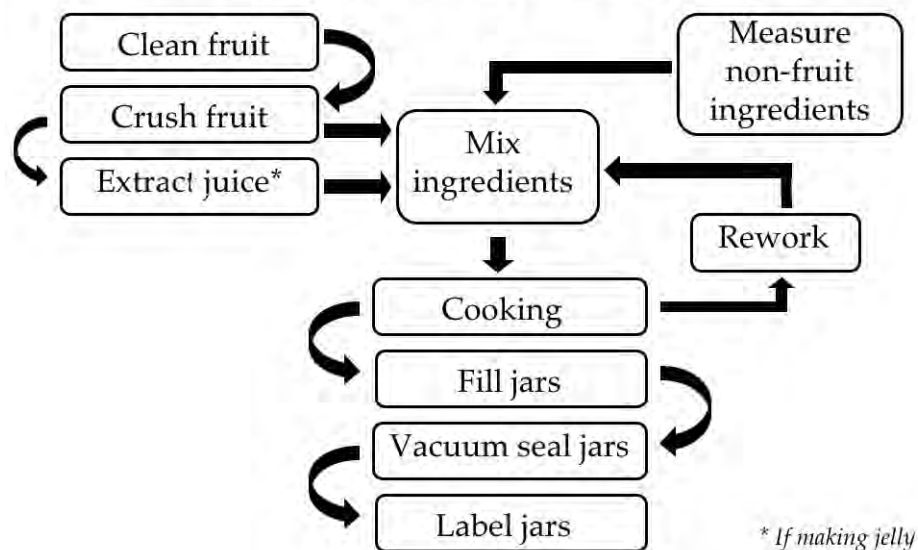 Clean fruit
Crush fruit
Extract juice*
Measure
non-fruit
ingredients
Mix
ingredients
Rework
Cooking
Fill jars
Vacuum seal jars
Label jars
* If making jelly